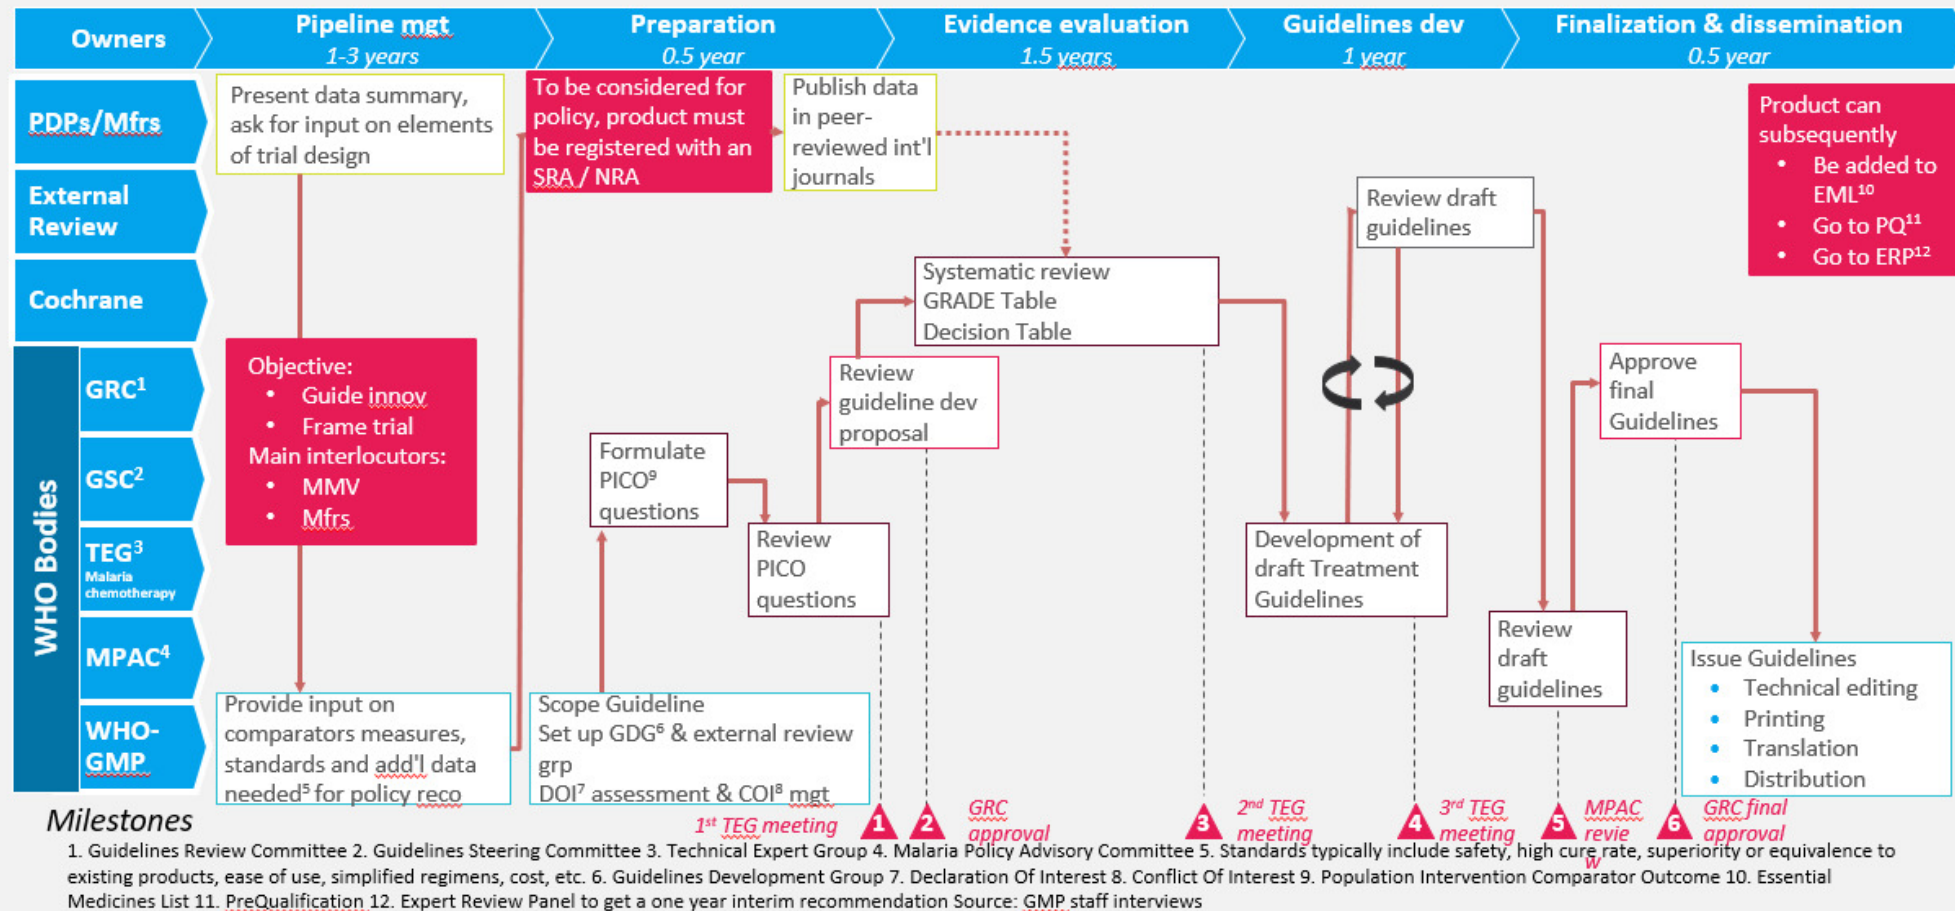 Owners
Pipeline mgt
1-3 years
Preparation
0.5 year
Evidence evaluation
1.5 years
Guidelines dev
1 year
Finalization & dissemination
0.5 year
PDPs/Mfrs
External
Review
Cochrane
WHO Bodies
GRC¹
GSC²
TEG³
Malaria
chemotherapy
MPAC⁴
WHO-
GMP
Present data summary,
ask for input on elements
of trial design
Objective:
• Guide innov
• Frame trial
Main interlocutors:
• MMV
• Mfrs
Provide input on
comparators measures,
standards and add'l data
needed⁵ for policy reco
To be considered for
policy, product must
be registered with an
SRA / NRA
Publish data
in peer-
reviewed int'l
journals
Scope Guideline
Set up GDG⁶ & external review
grp
DOI⁷ assessment & COI⁸ mgt
Formulate
PICO⁹
questions
Review
PICO
questions
Review
guideline dev
proposal
Systematic review
GRADE Table
Decision Table
Development of
draft Treatment
Guidelines
Review draft
guidelines
Review
draft
guidelines
Approve
final
Guidelines
Issue Guidelines
• Technical editing
• Printing
• Translation
• Distribution
Product can
subsequently
• Be added to
EML¹⁰
• Go to PQ¹¹
• Go to ERP¹²
Milestones
1st TEG meeting
1
2
GRC
approval
3
2nd TEG
meeting
4
3rd TEG
meeting
5
MPAC
revie
w
6
GRC final
approval
1. Guidelines Review Committee 2. Guidelines Steering Committee 3. Technical Expert Group 4. Malaria Policy Advisory Committee 5. Standards typically include safety, high cure rate, superiority or equivalence to
existing products, ease of use, simplified regimens, cost, etc. 6. Guidelines Development Group 7. Declaration Of Interest 8. Conflict Of Interest 9. Population Intervention Comparator Outcome 10. Essential
Medicines List 11. PreQualification 12. Expert Review Panel to get a one year interim recommendation Source: GMP staff interviews